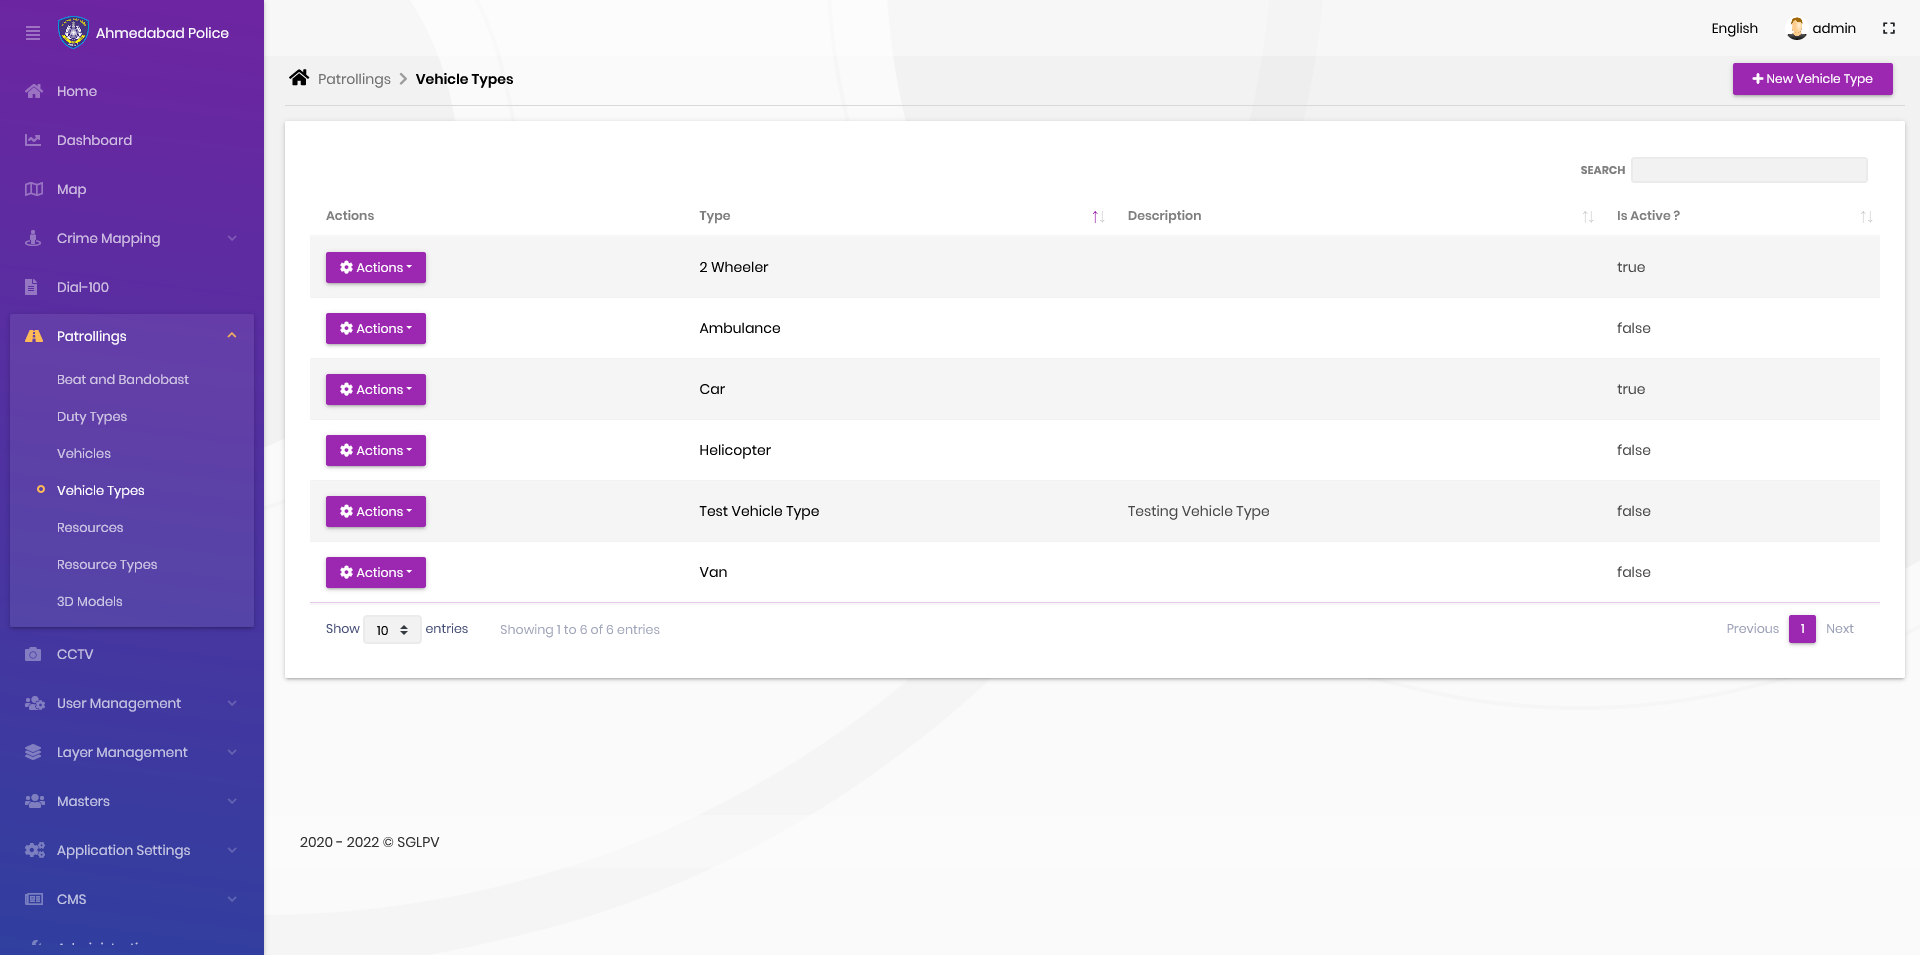 Ahmedabad Police
English
admin
Home
Dashboard
Map
Crime Mapping
Dial-100
Patrollings
Beat and Bandobast
Duty Types
Vehicles
Vehicle Types
Resources
Resource Types
3D Models
CCTV
User Management
Layer Management
Masters
Application Settings
CMS
Patrollings Vehicle Types
New Vehicle Type
SEARCH
Actions Type Description Is Active ?
Actions 2 Wheeler true
Actions Ambulance false
Actions Car true
Actions Helicopter false
Actions Test Vehicle Type Testing Vehicle Type false
Actions Van false
Show 10 entries Showing 1 to 6 of 6 entries Previous 1 Next
2020 - 2022 © SGLPV